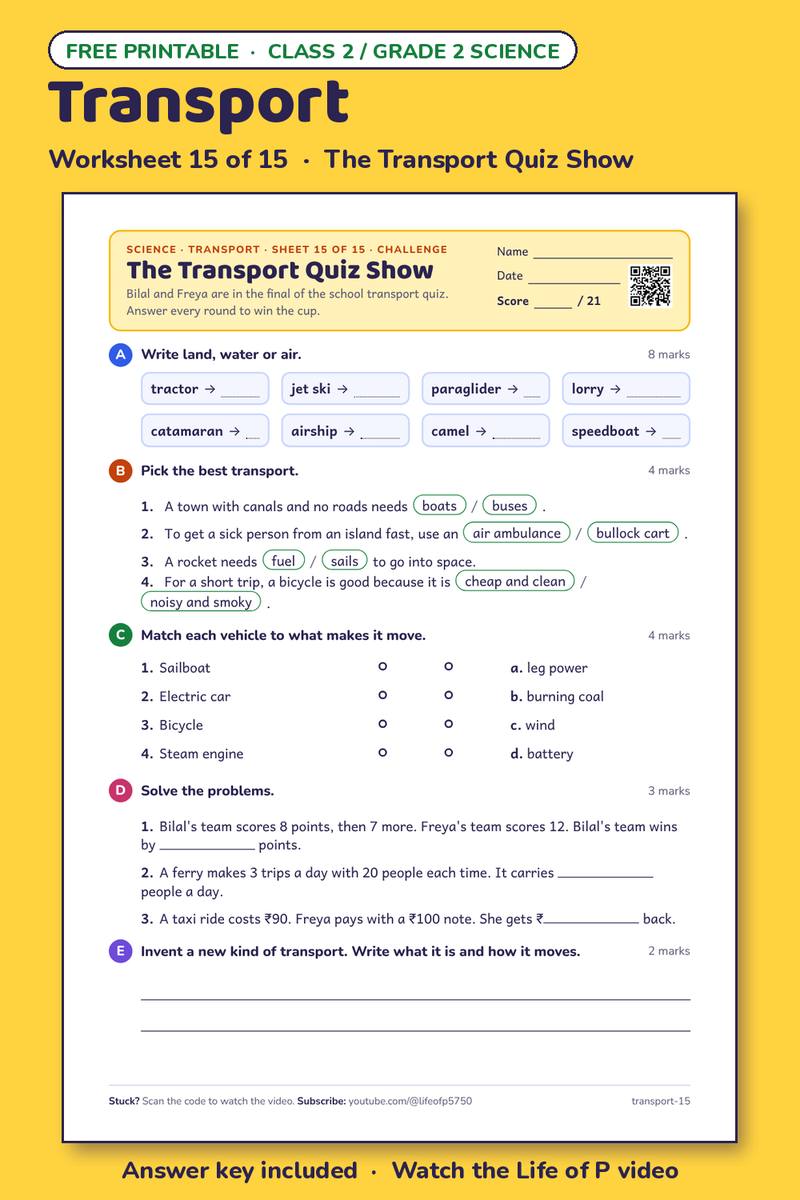 FREE PRINTABLE · CLASS 2 / GRADE 2 SCIENCE
Transport
Worksheet 15 of 15 · The Transport Quiz Show
SCIENCE · TRANSPORT · SHEET 15 OF 15 · CHALLENGE
The Transport Quiz Show
Bilal and Freya are in the final of the school transport quiz.
Answer every round to win the cup.
Name
Date
Score ______ / 21
A Write land, water or air. 8 marks
tractor → ______ jet ski → ______ paraglider → ___ lorry → ______
catamaran → __ airship → ______ camel → ______ speedboat → ___
B Pick the best transport. 4 marks
1. A town with canals and no roads needs boats / buses .
2. To get a sick person from an island fast, use an air ambulance / bullock cart .
3. A rocket needs fuel / sails to go into space.
4. For a short trip, a bicycle is good because it is cheap and clean /
noisy and smoky .
C Match each vehicle to what makes it move. 4 marks
1. Sailboat a. leg power
2. Electric car b. burning coal
3. Bicycle c. wind
4. Steam engine d. battery
D Solve the problems. 3 marks
1. Bilal's team scores 8 points, then 7 more. Freya's team scores 12. Bilal's team wins
by ______________ points.
2. A ferry makes 3 trips a day with 20 people each time. It carries ______________
people a day.
3. A taxi ride costs ₹90. Freya pays with a ₹100 note. She gets ₹______________ back.
E Invent a new kind of transport. Write what it is and how it moves. 2 marks
Stuck? Scan the code to watch the video. Subscribe: youtube.com/@lifeofp5750 transport-15
Answer key included · Watch the Life of P video